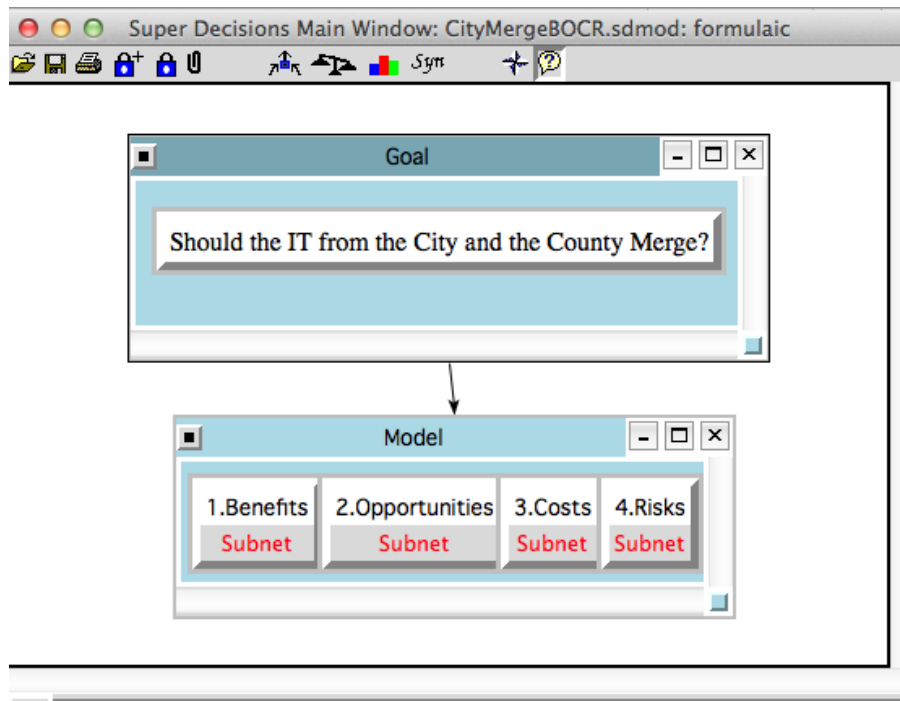 Super Decisions Main Window: CityMergeBOCR.sdmod: formulaic
Syn
Goal
Should the IT from the City and the County Merge?
Model
1.Benefits 2.Opportunities 3.Costs 4.Risks
Subnet Subnet Subnet Subnet